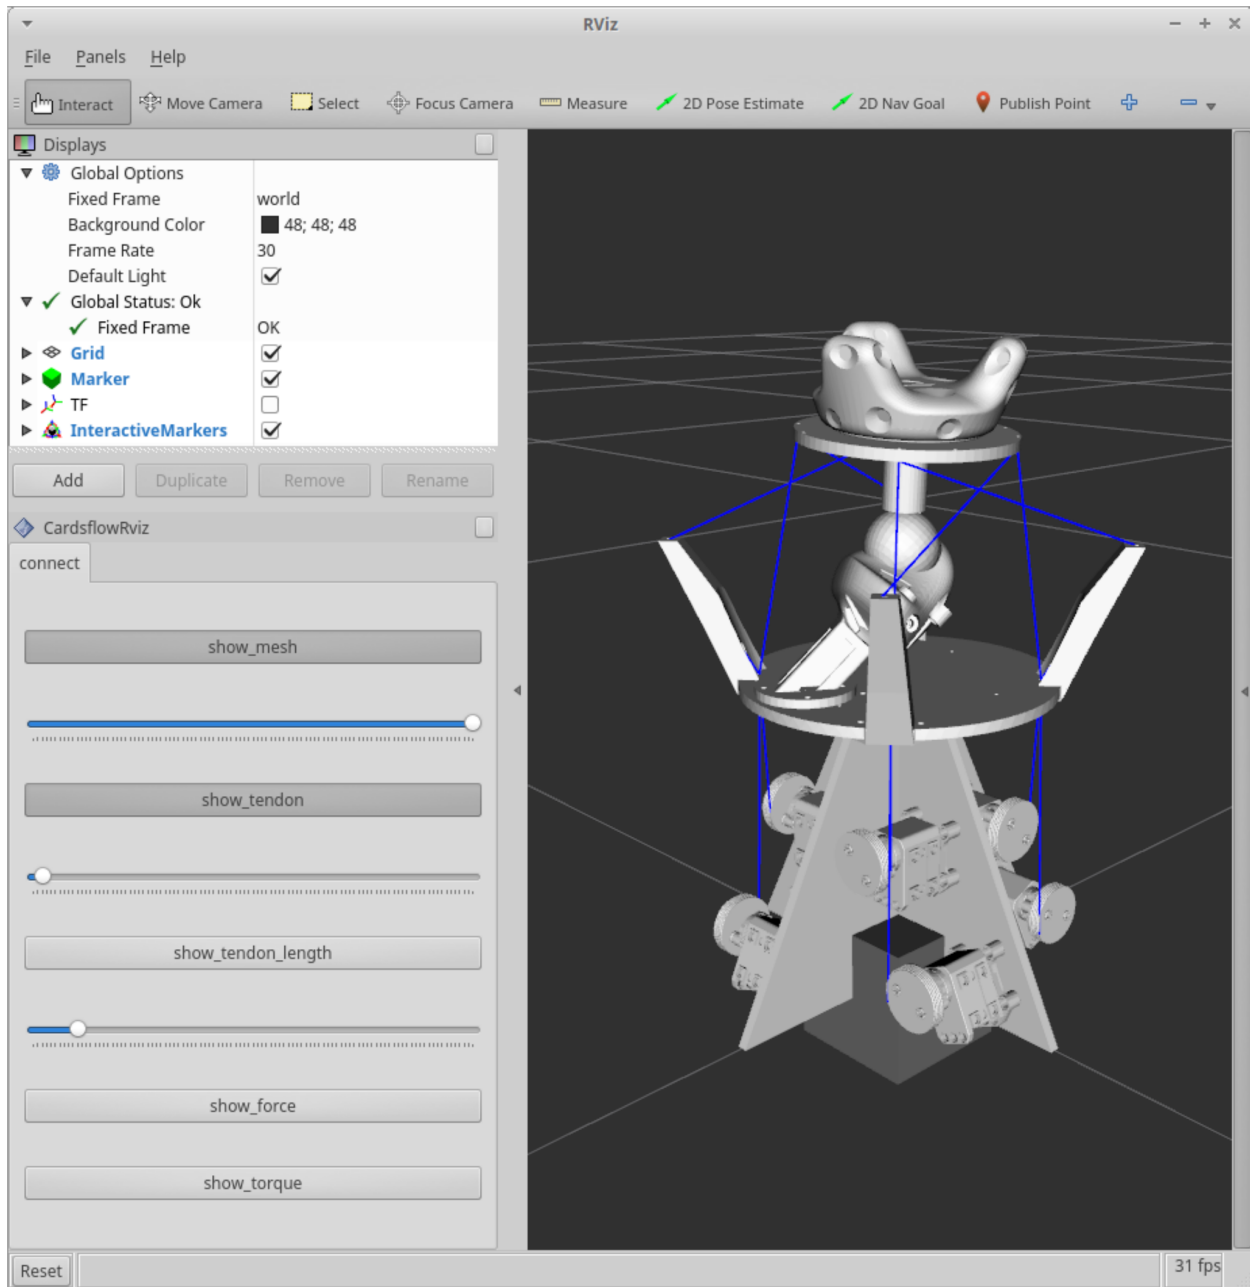 RViz
File Panels Help
Interact Move Camera Select Focus Camera Measure 2D Pose Estimate 2D Nav Goal Publish Point
Displays
Global Options
Fixed Frame world
Background Color 48; 48; 48
Frame Rate 30
Default Light
Global Status: Ok
Fixed Frame OK
Grid
Marker
TF
InteractiveMarkers
Add Duplicate Remove Rename
CardsflowRviz
connect
show_mesh
show_tendon
show_tendon_length
show_force
show_torque
Reset 31 fps